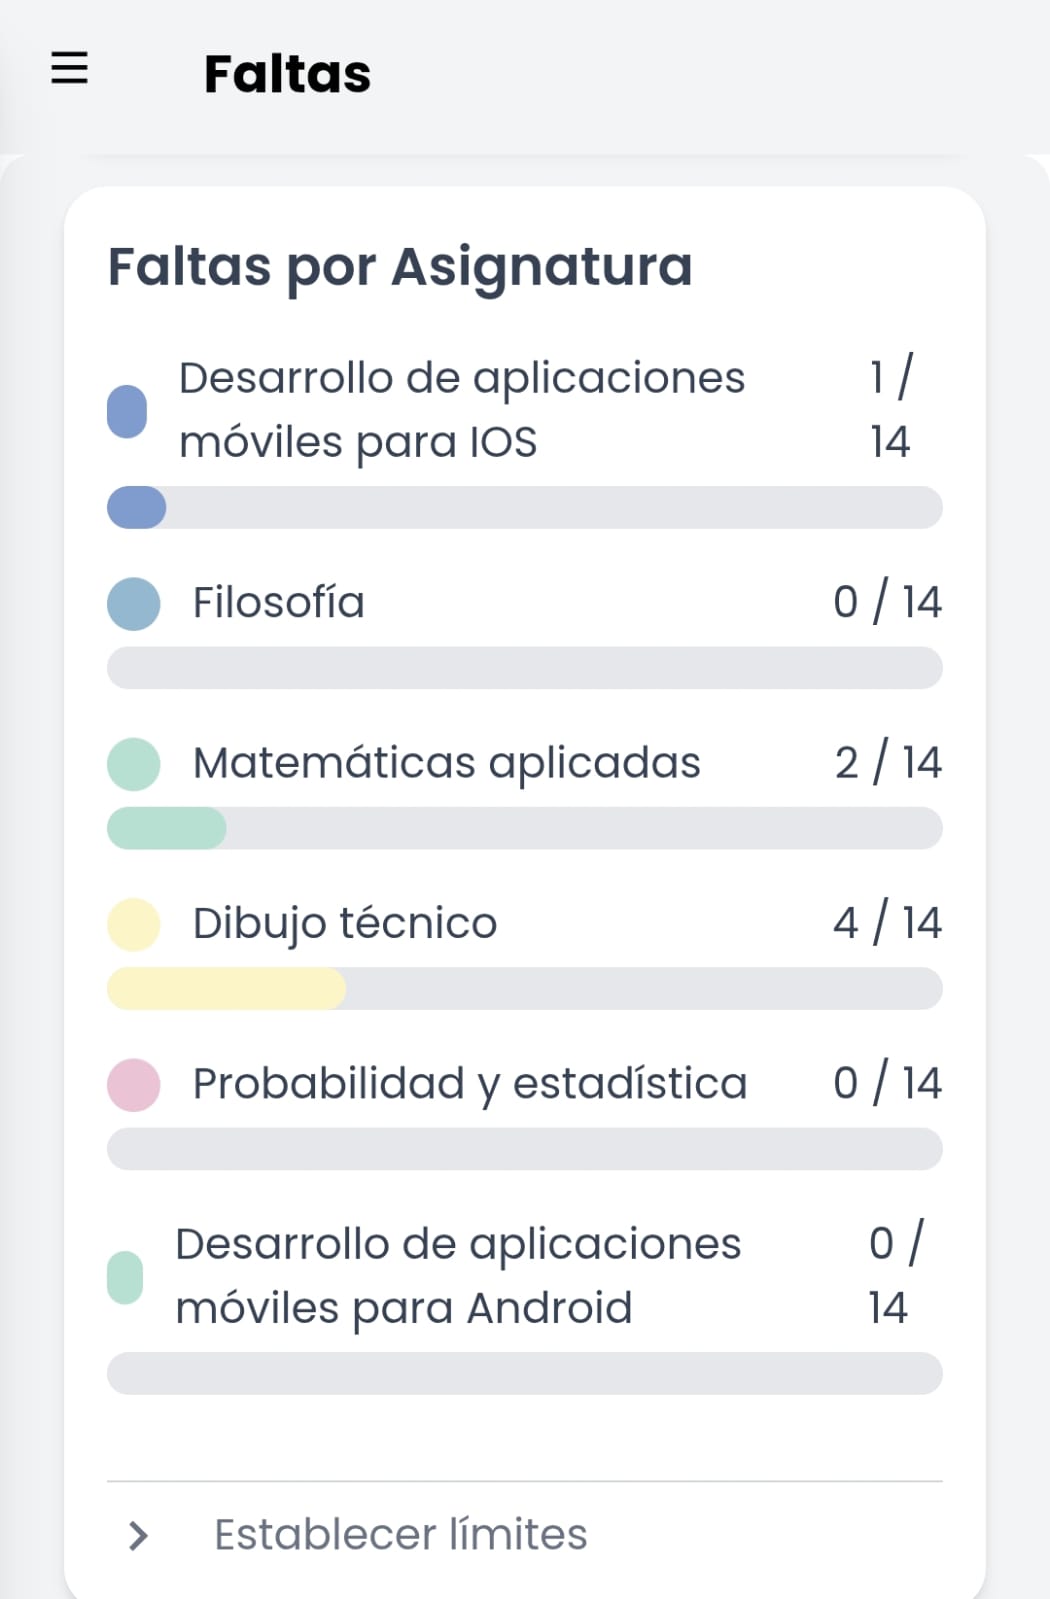 Faltas
Faltas por Asignatura
Desarrollo de aplicaciones 1 /
móviles para IOS 14
Filosofía 0 / 14
Matemáticas aplicadas 2 / 14
Dibujo técnico 4 / 14
Probabilidad y estadística 0 / 14
Desarrollo de aplicaciones 0 /
móviles para Android 14
Establecer límites